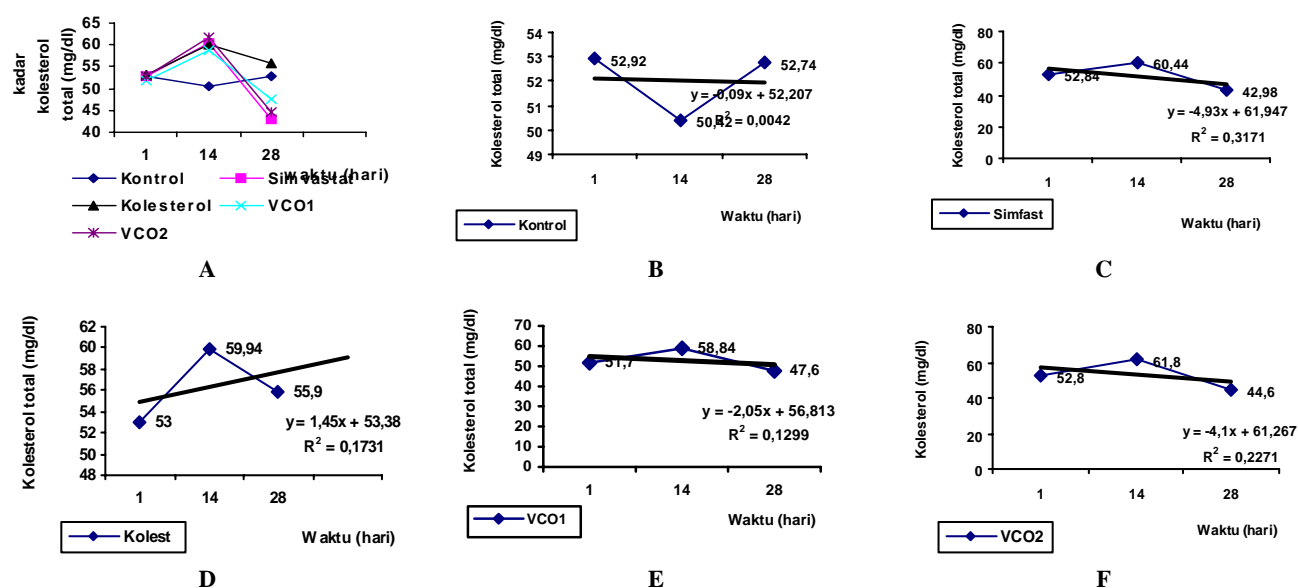 kadar
kolesterol
total (mg/dl)
65
60
55
50
45
40
1 14 28
waktu (hari)
Kontrol
Simvastat
Kolesterol
VCO1
VCO2
A
Kolesterol total (mg/dl)
54
53
52
51
50
49
52,92
50,42
52,74
y = -0,09x + 52,207
R² = 0,0042
1 14 28
Waktu (hari)
Kontrol
B
Kolesterol total (mg/dl)
80
60
40
20
0
52,84
60,44
42,98
y = -4,93x + 61,947
R² = 0,3171
1 14 28
Waktu (hari)
Simfast
C
Kolesterol total (mg/dl)
62
60
58
56
54
52
50
48
53
59,94
55,9
y = 1,45x + 53,38
R² = 0,1731
1 14 28
Waktu (hari)
Kolest
D
Kolesterol total (mg/dl)
70
60
50
40
30
20
10
0
51,7
58,84
47,6
y = -2,05x + 56,813
R² = 0,1299
1 14 28
Waktu (hari)
VCO1
E
Kolesterol (mg/dl)
80
60
40
20
0
52,8
61,8
44,6
y = -4,1x + 61,267
R² = 0,2271
1 14 28
Waktu (hari)
VCO2
F